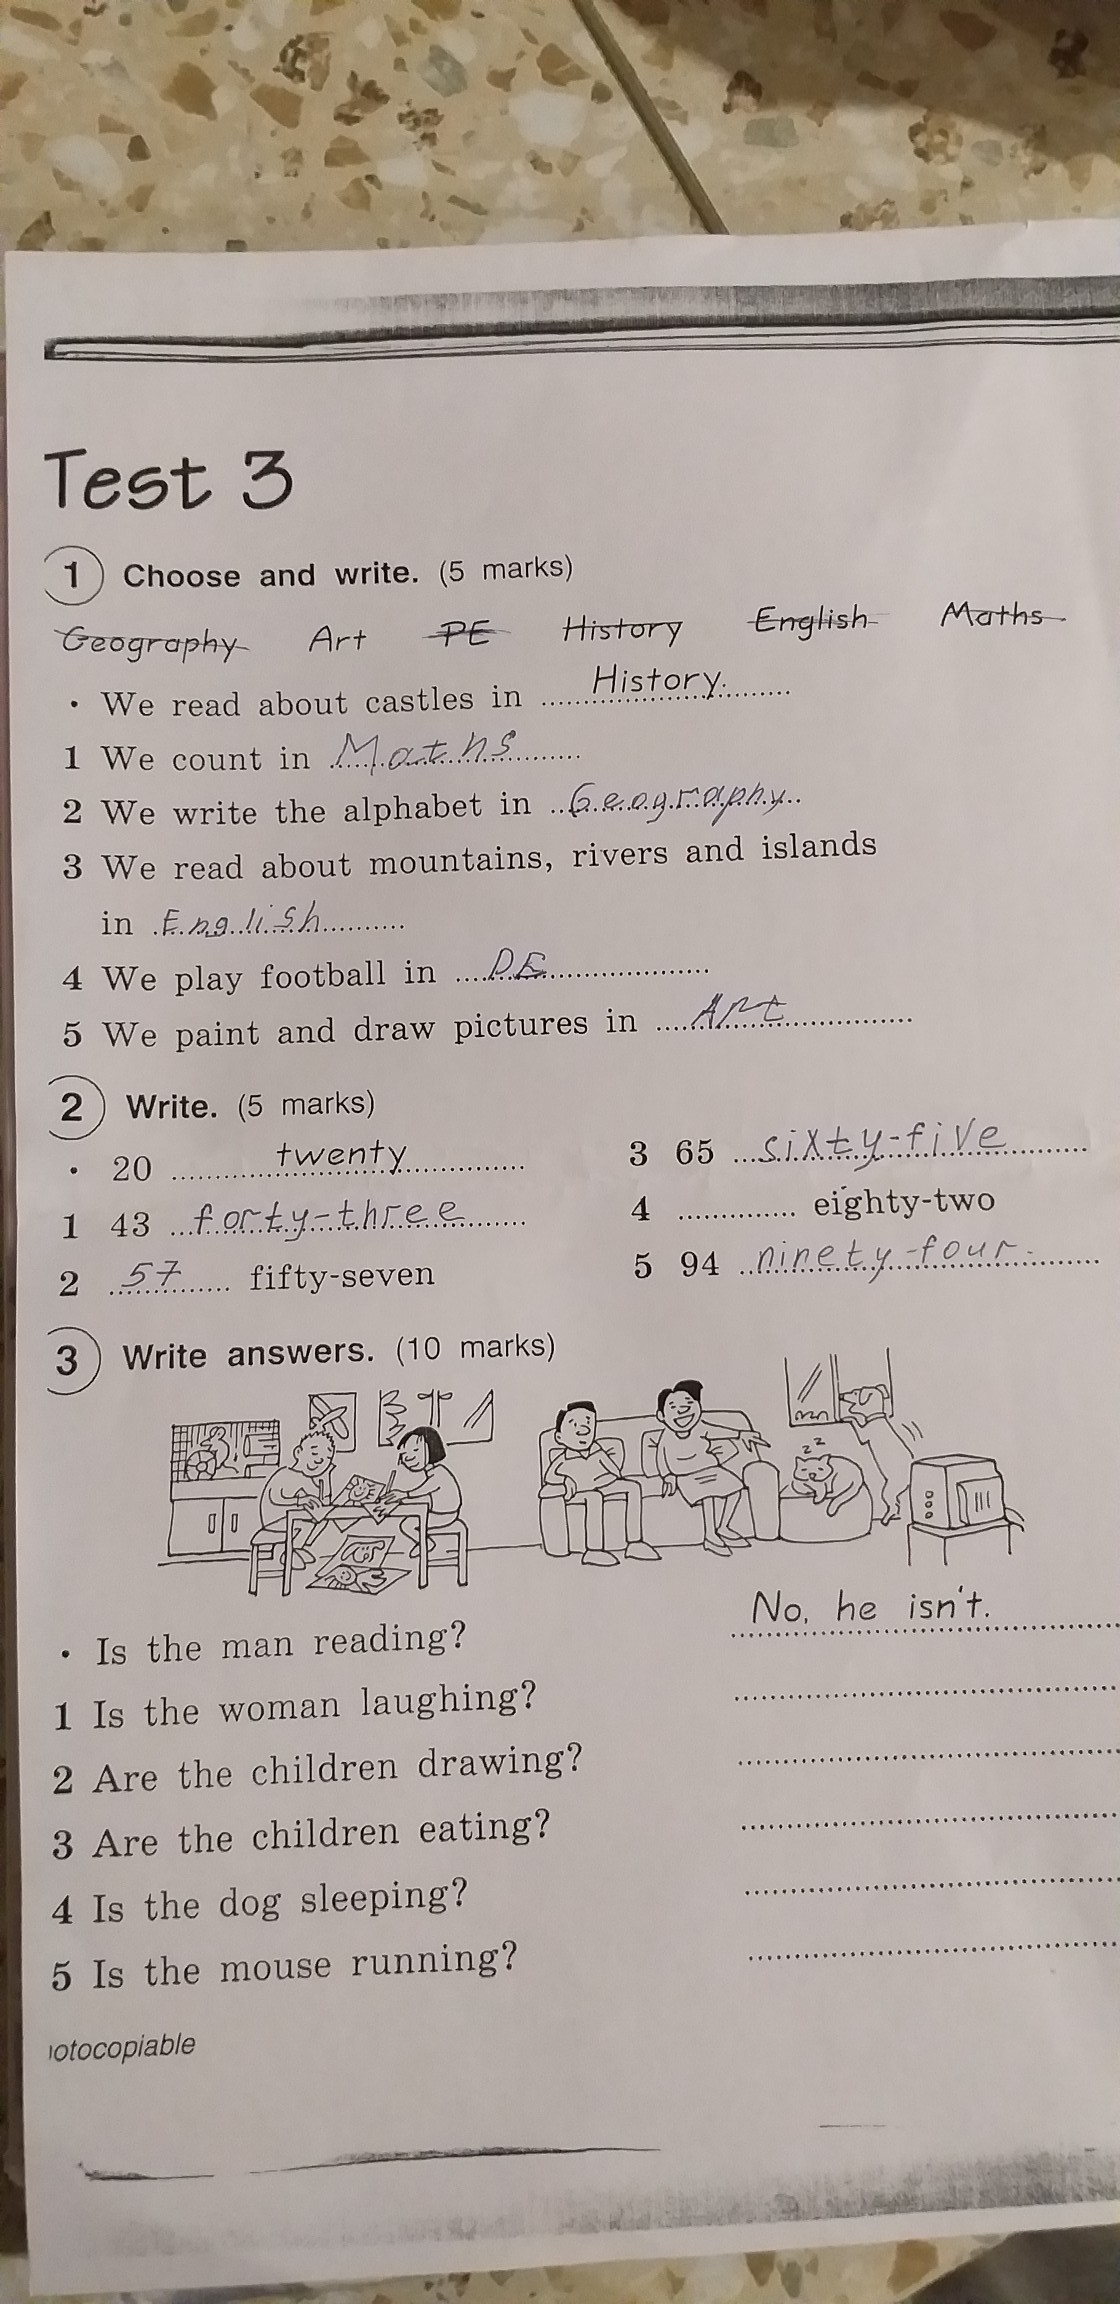 Test 3
1 Choose and write. (5 marks)
Geography Art PE History English Maths
· We read about castles in ......History.......
1 We count in Maths
2 We write the alphabet in Geography
3 We read about mountains, rivers and islands
in English
4 We play football in PE
5 We paint and draw pictures in Art
2 Write. (5 marks)
· 20 twenty
1 43 forty-three
2 57 fifty-seven
3 65 sixty-five
4 ............. eighty-two
5 94 ninety-four.
3 Write answers. (10 marks)
z z
· Is the man reading? No, he isn't.
1 Is the woman laughing?
2 Are the children drawing?
3 Are the children eating?
4 Is the dog sleeping?
5 Is the mouse running?
otocopiable